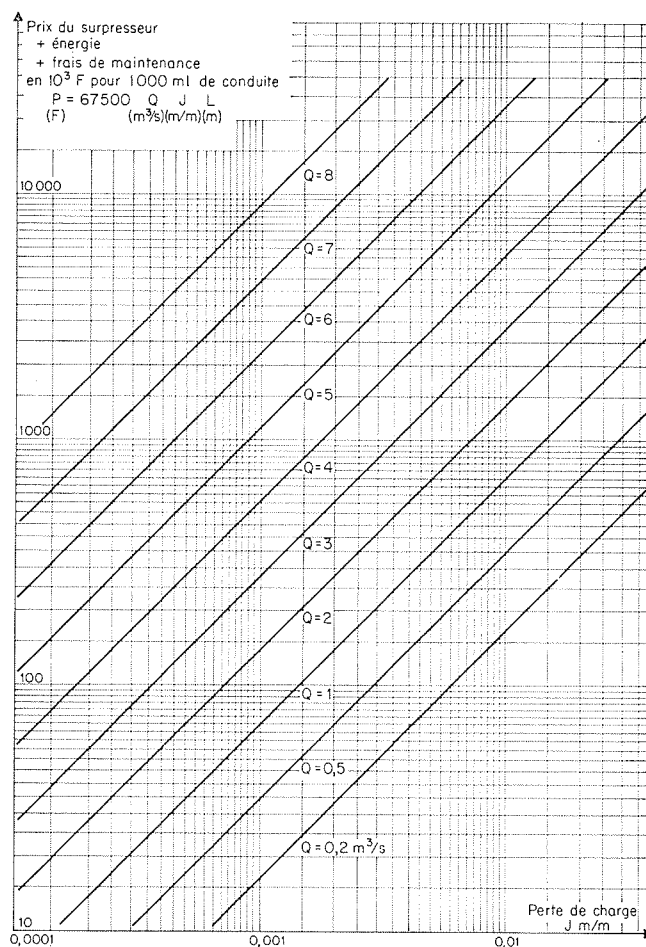 Prix du surpresseur
+ énergie
+ frais de maintenance
en 10³ F pour 1000 ml de conduite
P = 67500 Q J L
(F) (m³/s)(m/m)(m)
10 000
Q=8
Q=7
Q=6
Q=5
1000
Q=4
Q=3
Q=2
100
Q=1
Q=0,5
Q=0,2 m³/s
Perte de charge
J m/m
10
0,0001
0,001
0.01